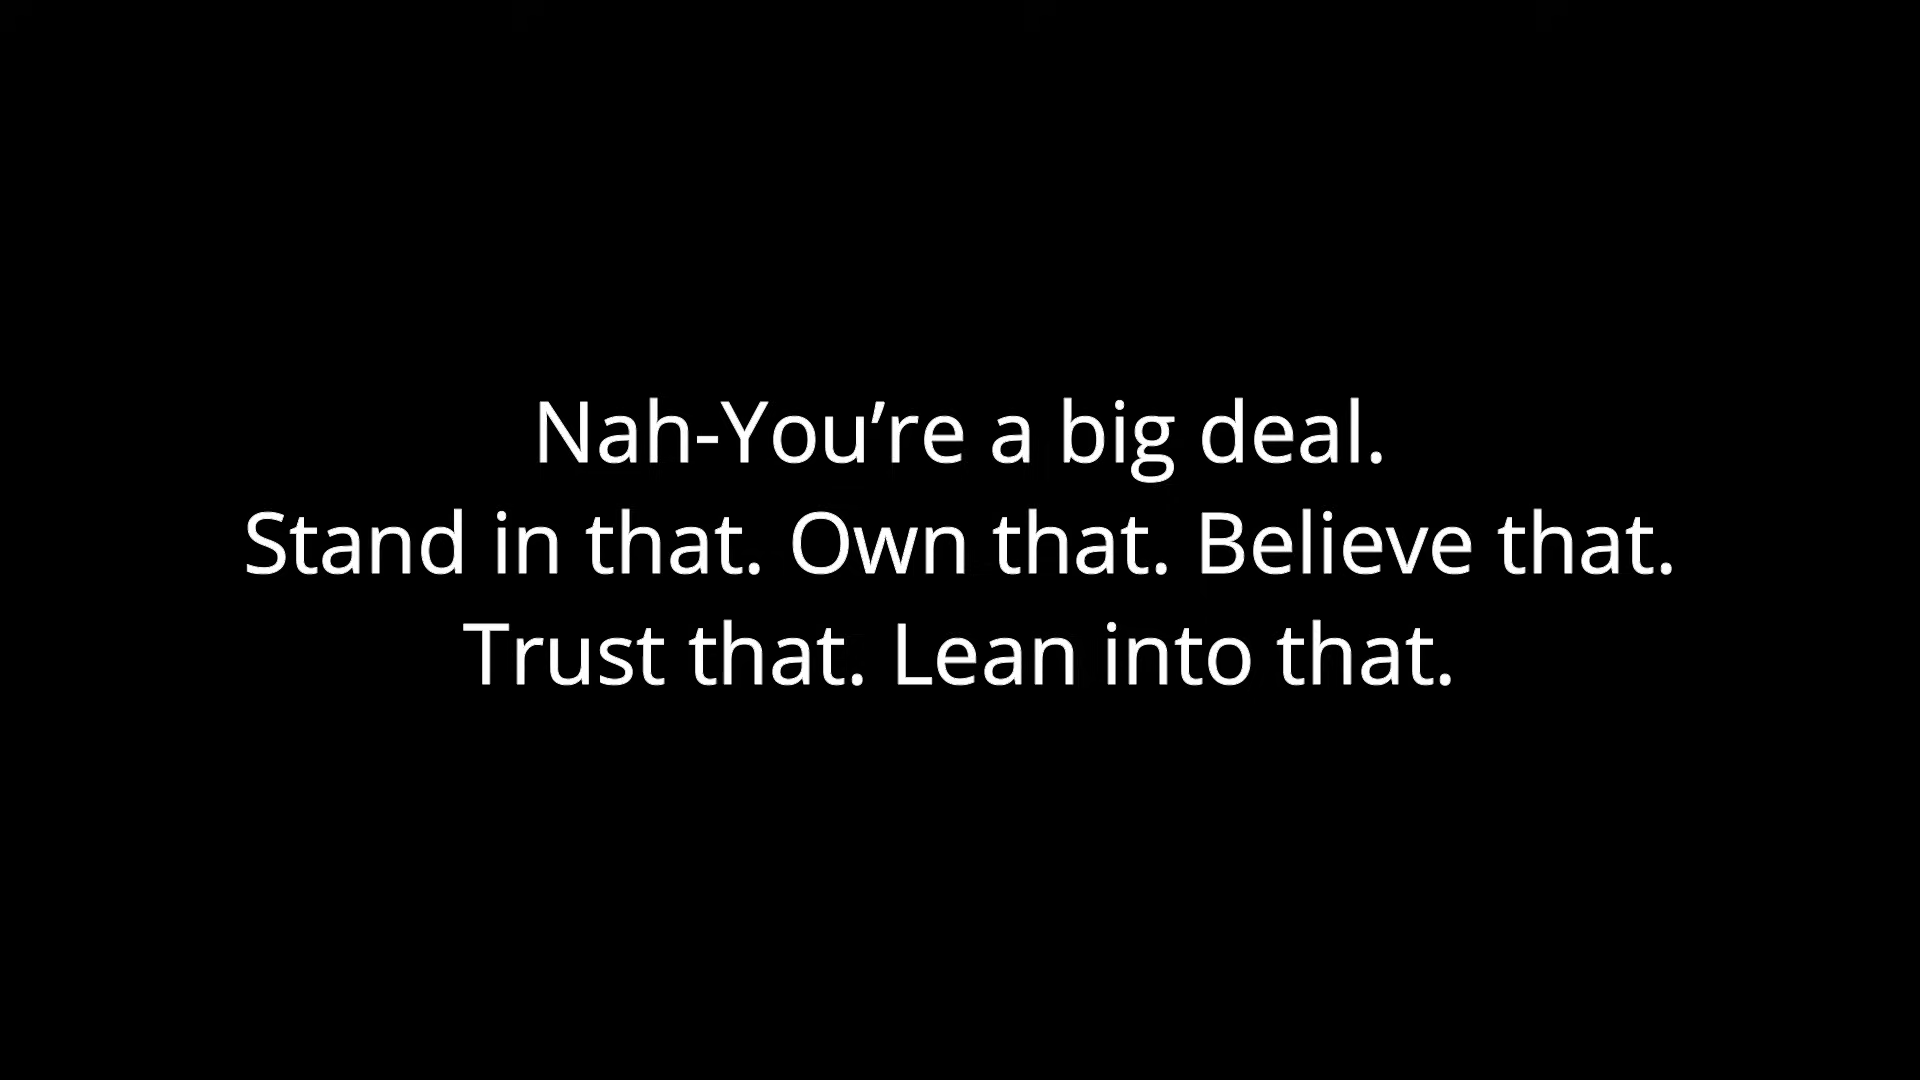 Nah-You’re a big deal.
Stand in that. Own that. Believe that.
Trust that. Lean into that.